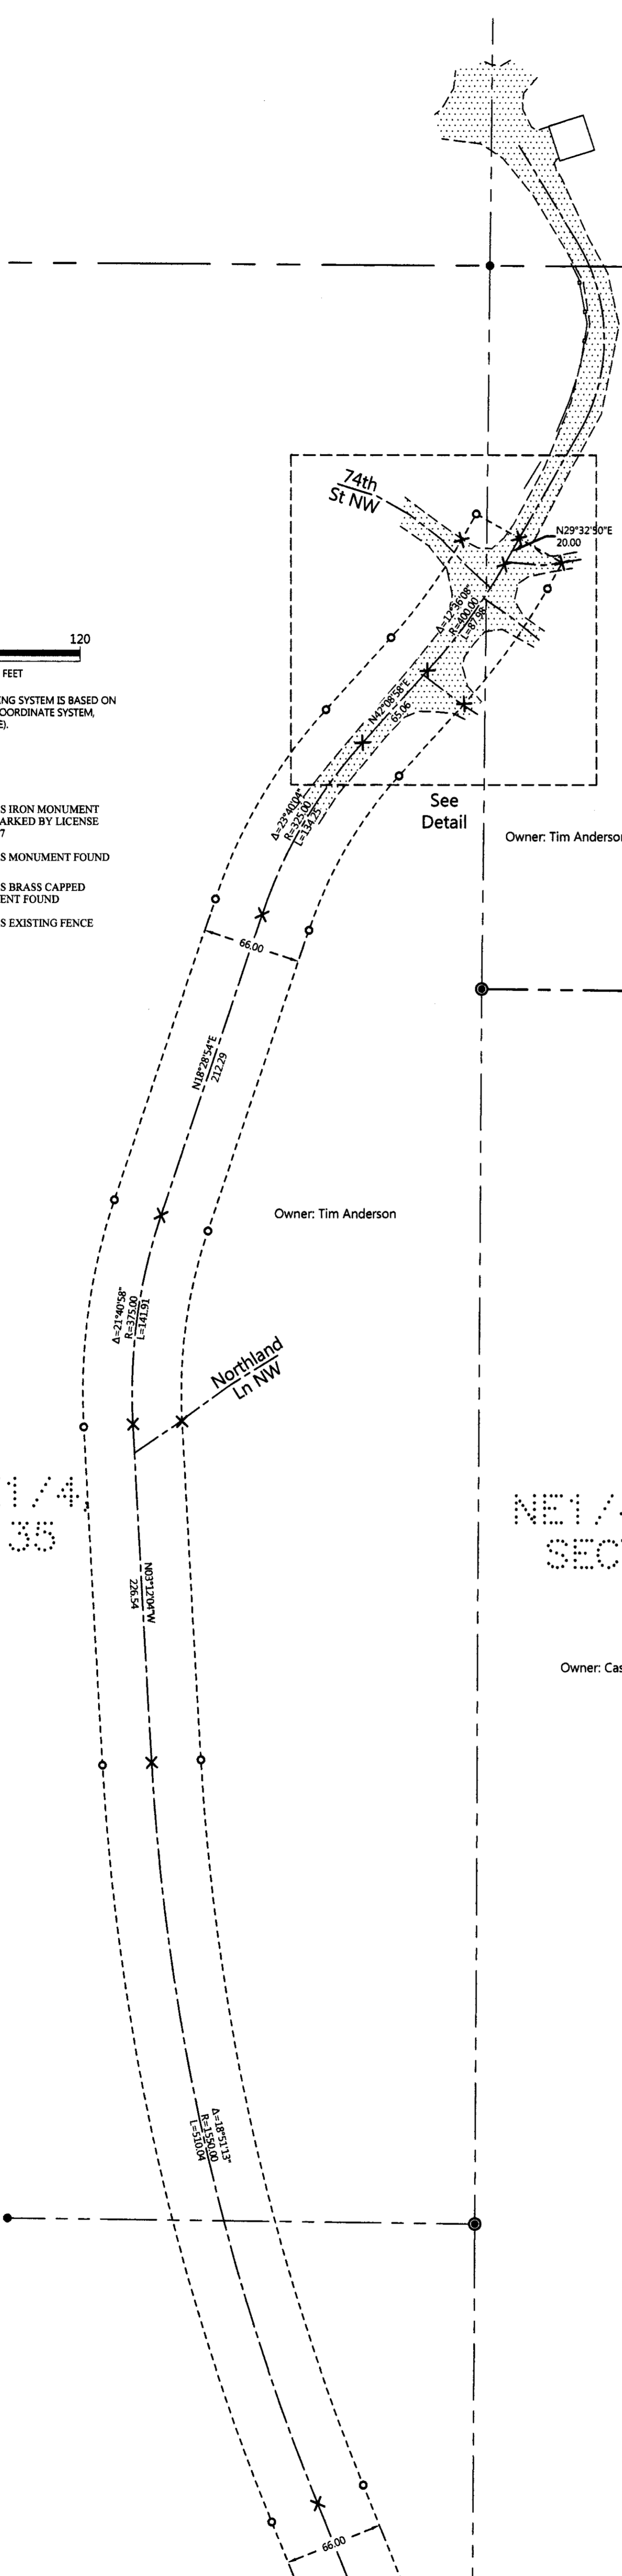 74th
St NW
N29°32'50"E
20.00
Δ=12°36'08"
R=400.00
L=87.98
120
FEET
NG SYSTEM IS BASED ON
OORDINATE SYSTEM,
E).
N42°08'58"E
65.06
See
Detail
Δ=23°40'04"
R=325.00
L=134.25
S IRON MONUMENT
ARKED BY LICENSE
7
S MONUMENT FOUND
S BRASS CAPPED
ENT FOUND
S EXISTING FENCE
Owner: Tim Anderson
66.00
N18°28'54"E
212.29
Owner: Tim Anderson
Δ=21°40'58"
R=375.00
L=141.91
Northland
Ln NW
1/4,
35
NE1/4
SEC
N03°12'04"W
226.54
Owner: Cas
Δ=18°51'13"
R=1550.00
L=510.04
66.00